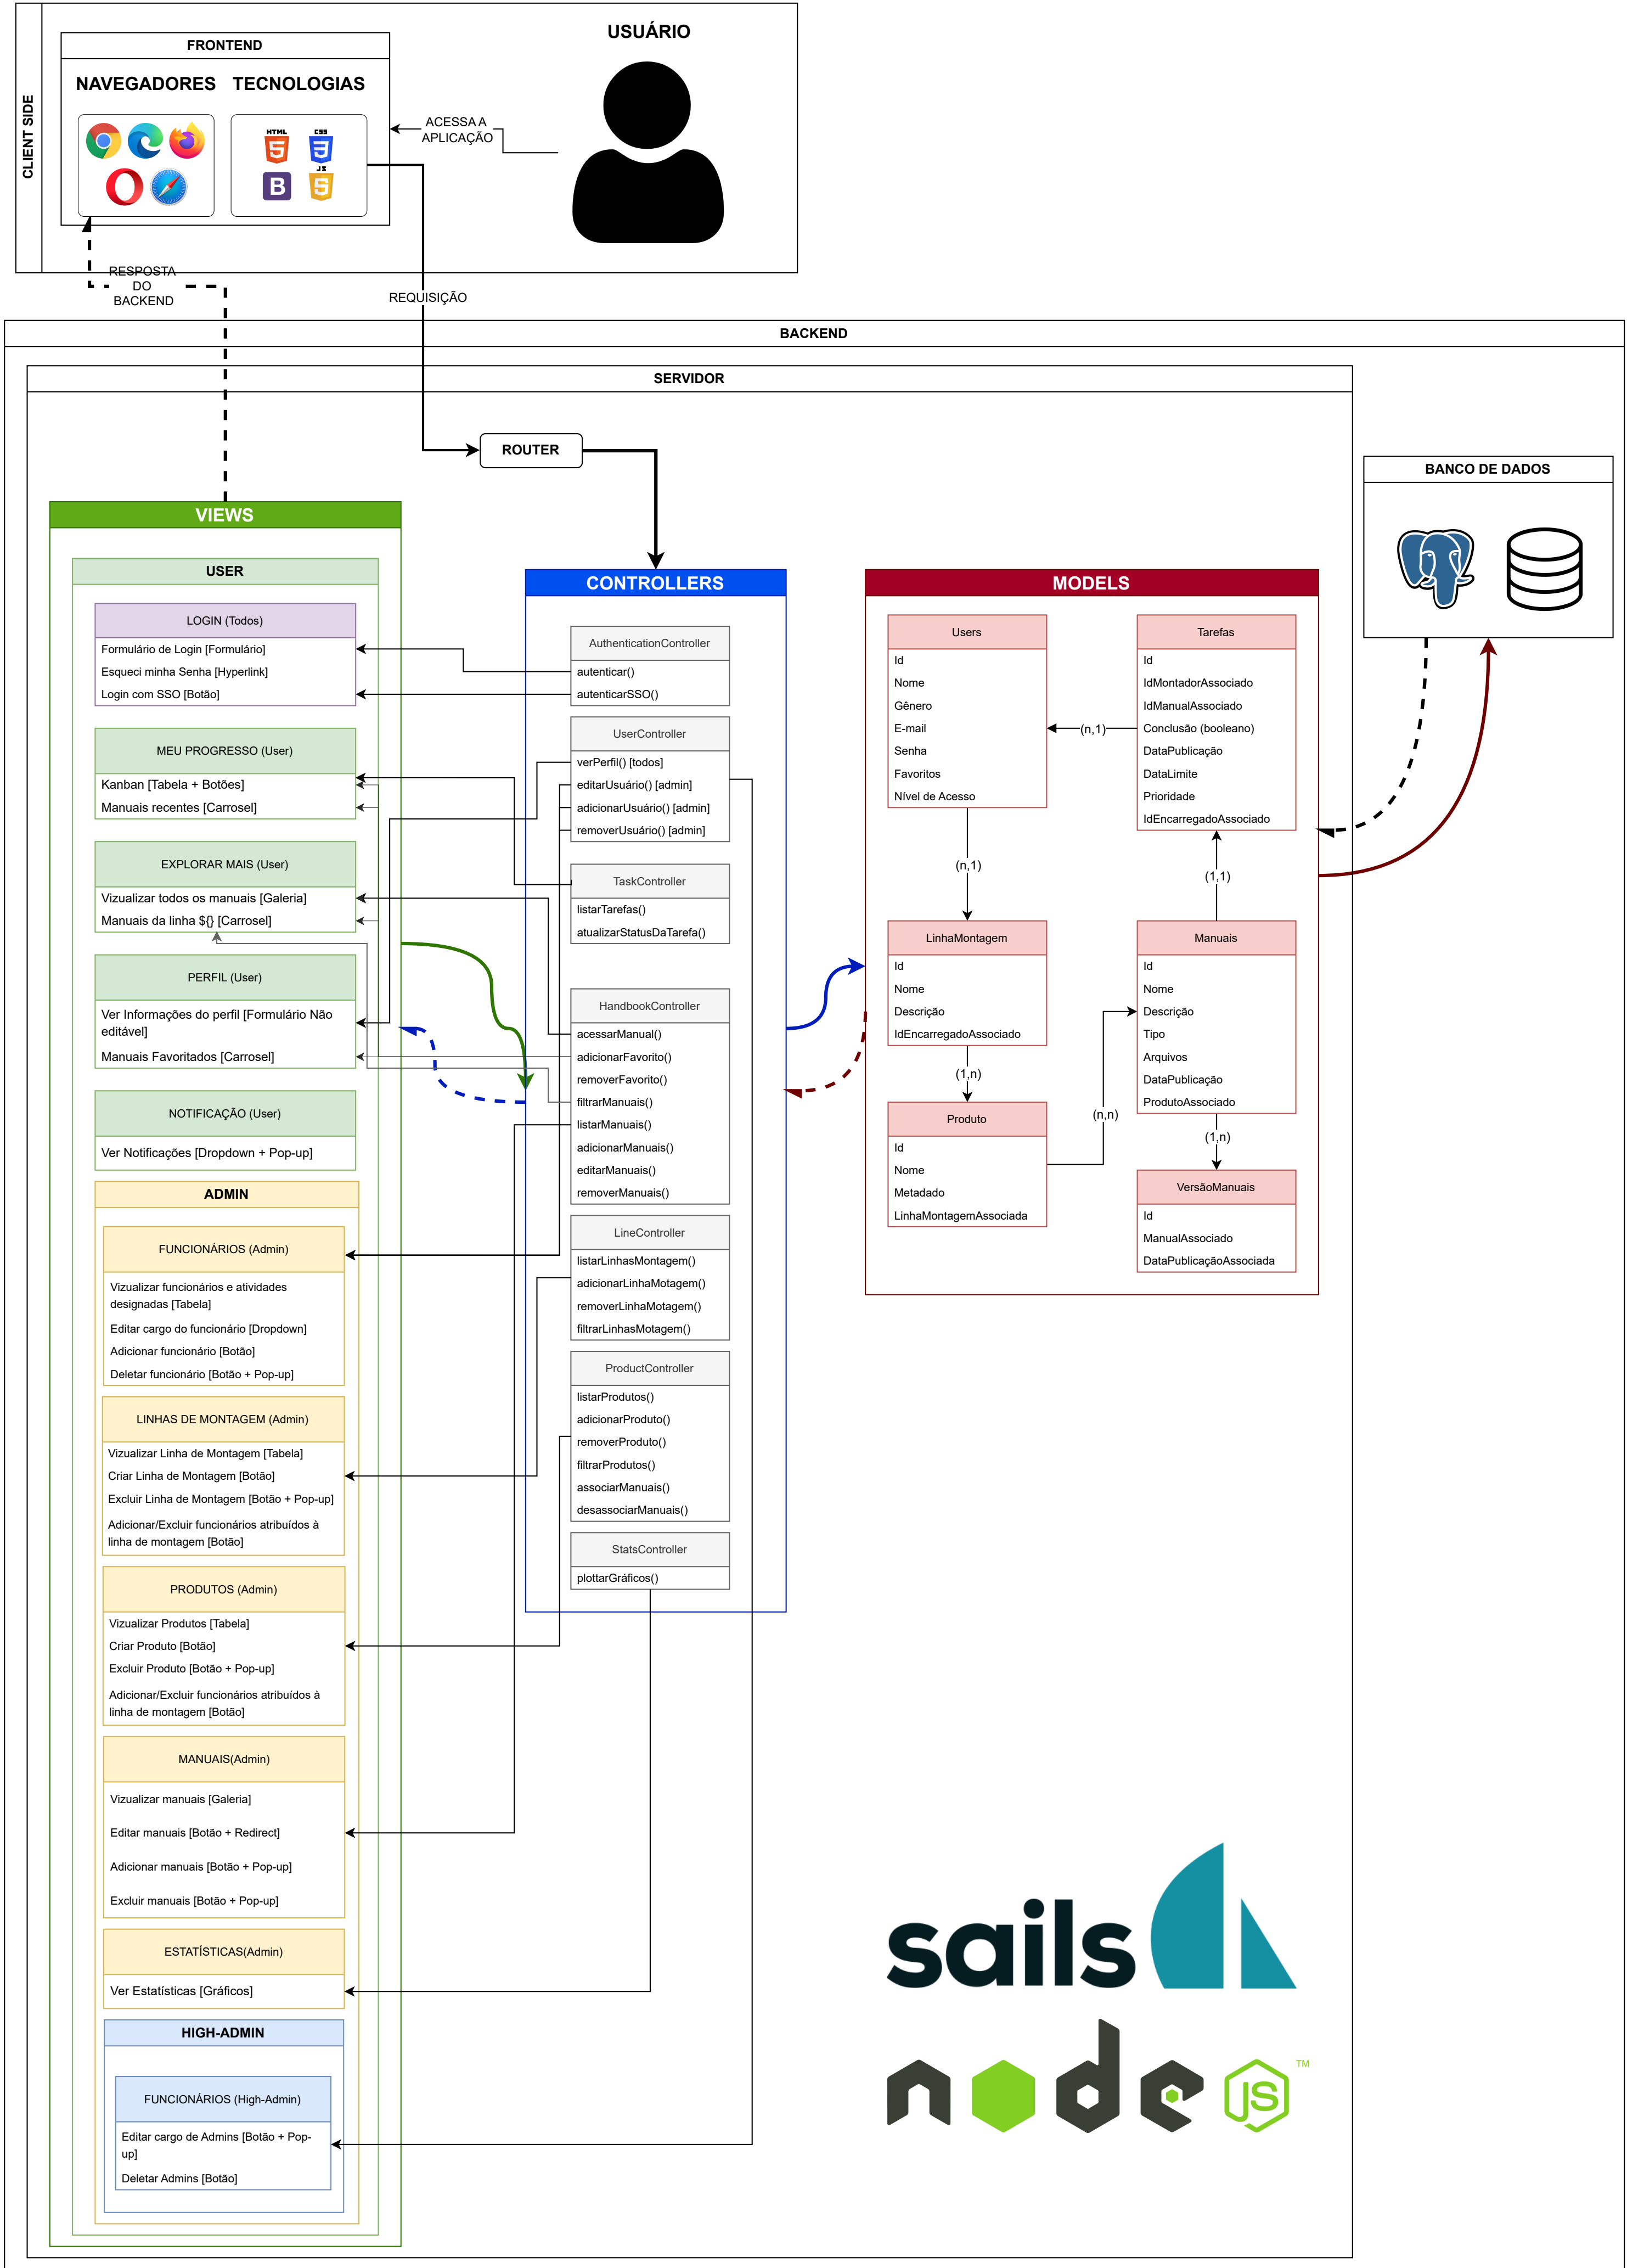 CLIENT SIDE
FRONTEND
NAVEGADORES
TECNOLOGIAS
HTML
5
CSS
3
B
JS
5
USUÁRIO
ACESSA A
APLICAÇÃO
RESPOSTA
DO
BACKEND
REQUISIÇÃO
BACKEND
SERVIDOR
ROUTER
BANCO DE DADOS
VIEWS
USER
LOGIN (Todos)
Formulário de Login [Formulário]
Esqueci minha Senha [Hyperlink]
Login com SSO [Botão]
MEU PROGRESSO (User)
Kanban [Tabela + Botões]
Manuais recentes [Carrosel]
EXPLORAR MAIS (User)
Vizualizar todos os manuais [Galeria]
Manuais da linha ${} [Carrosel]
PERFIL (User)
Ver Informações do perfil [Formulário Não
editável]
Manuais Favoritados [Carrosel]
NOTIFICAÇÃO (User)
Ver Notificações [Dropdown + Pop-up]
ADMIN
FUNCIONÁRIOS (Admin)
Vizualizar funcionários e atividades
designadas [Tabela]
Editar cargo do funcionário [Dropdown]
Adicionar funcionário [Botão]
Deletar funcionário [Botão + Pop-up]
LINHAS DE MONTAGEM (Admin)
Vizualizar Linha de Montagem [Tabela]
Criar Linha de Montagem [Botão]
Excluir Linha de Montagem [Botão + Pop-up]
Adicionar/Excluir funcionários atribuídos à
linha de montagem [Botão]
PRODUTOS (Admin)
Vizualizar Produtos [Tabela]
Criar Produto [Botão]
Excluir Produto [Botão + Pop-up]
Adicionar/Excluir funcionários atribuídos à
linha de montagem [Botão]
MANUAIS(Admin)
Vizualizar manuais [Galeria]
Editar manuais [Botão + Redirect]
Adicionar manuais [Botão + Pop-up]
Excluir manuais [Botão + Pop-up]
ESTATÍSTICAS(Admin)
Ver Estatísticas [Gráficos]
HIGH-ADMIN
FUNCIONÁRIOS (High-Admin)
Editar cargo de Admins [Botão + Pop-
up]
Deletar Admins [Botão]
CONTROLLERS
AuthenticationController
autenticar()
autenticarSSO()
UserController
verPerfil() [todos]
editarUsuário() [admin]
adicionarUsuário() [admin]
removerUsuário() [admin]
TaskController
listarTarefas()
atualizarStatusDaTarefa()
HandbookController
acessarManual()
adicionarFavorito()
removerFavorito()
filtrarManuais()
listarManuais()
adicionarManuais()
editarManuais()
removerManuais()
LineController
listarLinhasMontagem()
adicionarLinhaMotagem()
removerLinhaMotagem()
filtrarLinhasMotagem()
ProductController
listarProdutos()
adicionarProduto()
removerProduto()
filtrarProdutos()
associarManuais()
desassociarManuais()
StatsController
plottarGráficos()
MODELS
Users
Id
Nome
Gênero
E-mail
Senha
Favoritos
Nível de Acesso
(n,1)
Tarefas
Id
IdMontadorAssociado
IdManualAssociado
Conclusão (booleano)
DataPublicação
DataLimite
Prioridade
IdEncarregadoAssociado
(n,1)
(1,1)
LinhaMontagem
Id
Nome
Descrição
IdEncarregadoAssociado
(1,n)
Manuais
Id
Nome
Descrição
Tipo
Arquivos
DataPublicação
ProdutoAssociado
(n,n)
(1,n)
Produto
Id
Nome
Metadado
LinhaMontagemAssociada
VersãoManuais
Id
ManualAssociado
DataPublicaçãoAssociada
sails
node
JS
TM